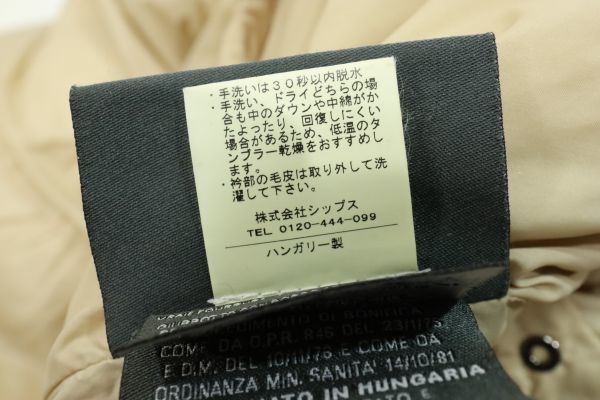 ・手洗いは30秒以内脱水
・手洗い、ドライどちらの場
合も中のダウンや中綿がか
たよったり、回復しにくい
場合があるため、低温のタ
ンブラー乾燥をおすすめし
ます。
・衿部の毛皮は取り外して洗
濯して下さい。
株式会社シップス
TEL 0120-444-099
ハンガリー製
DIMENTO DI BONIFICA
COME DA D.P.R. 845 DEL 23/1/75
E D.M. DEL 10/11/76 E COME DA
ORDINANZA MIN. SANITA' 14/10/81
TO IN HUNGARIA